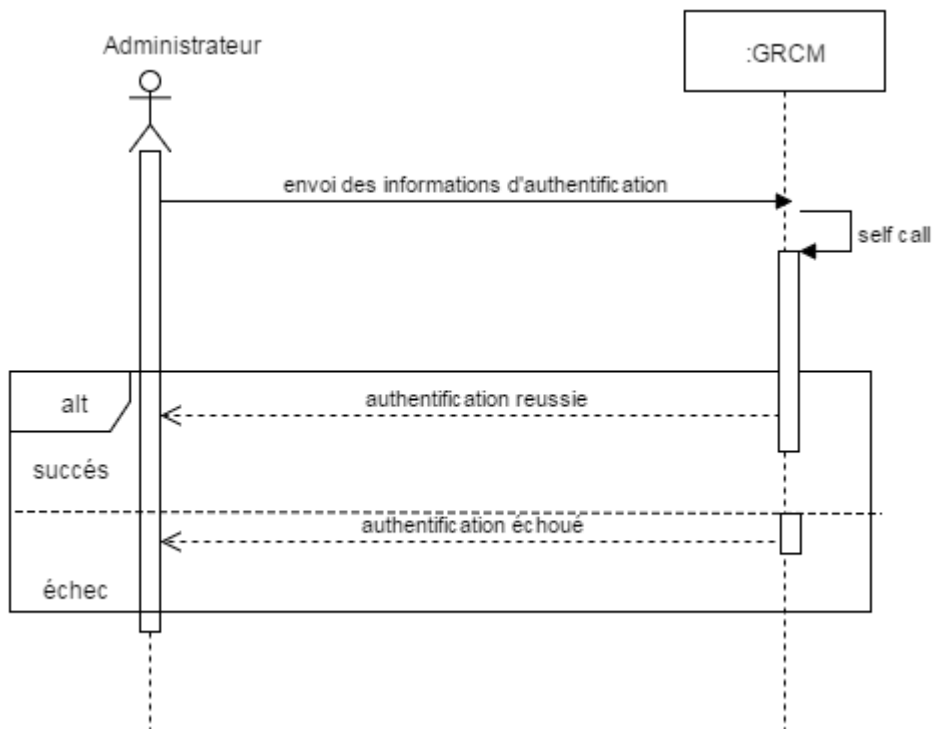 Administrateur
:GRCM
envoi des informations d'authentification
self call
alt
authentification reussie
succés
authentification échoué
échec